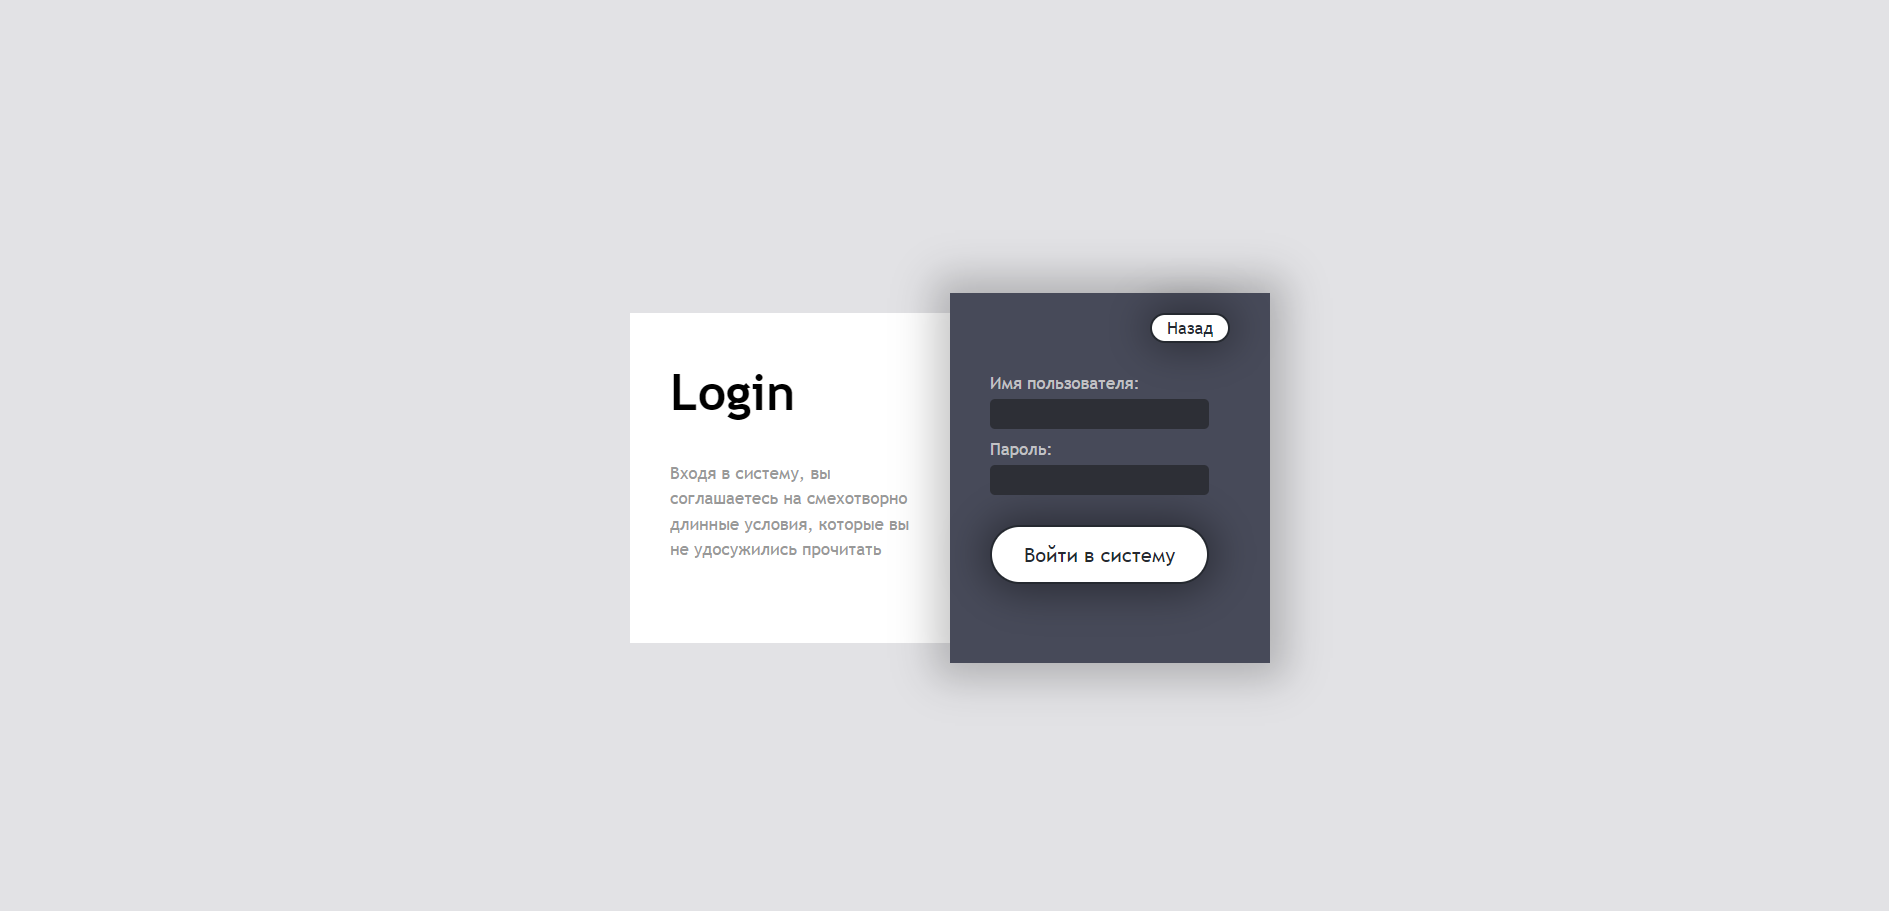 Login
Входя в систему, вы
соглашаетесь на смехотворно
длинные условия, которые вы
не удосужились прочитать
Назад
Имя пользователя:
Пароль:
Войти в систему